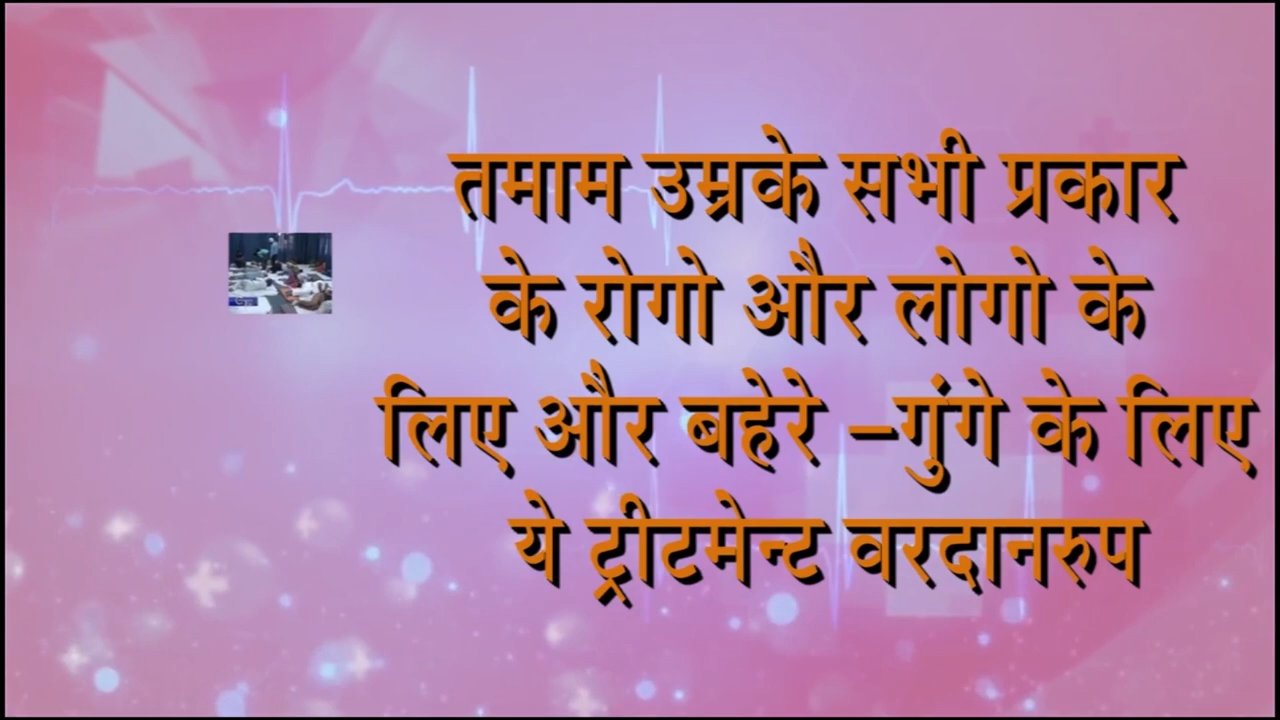 तमाम उम्रके सभी प्रकार
के रोगो और लोगो के
लिए और बहेरे –गुंगे के लिए
ये ट्रीटमेन्ट वरदानरुप